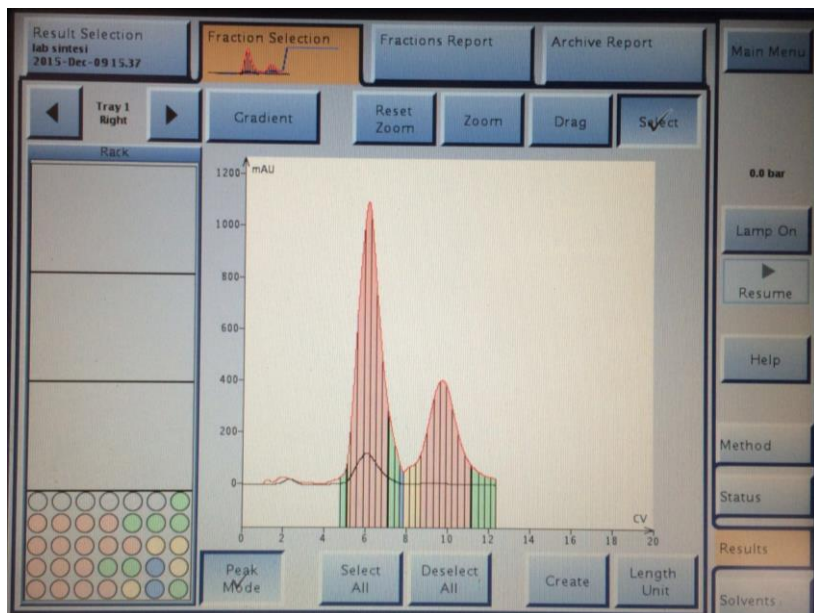 Result Selection
lab sintesi
2015-Dec-09 15.37
Fraction Selection
Fractions Report
Archive Report
Main Menu
Tray 1
Right
Gradient
Reset
Zoom
Zoom
Drag
Select
Rack
mAU
1200
1000
800
600
400
200
0
0 2 4 6 8 10 12 14 16 18 20
CV
0.0 bar
Lamp On
Resume
Help
Method
Status
Results
Solvents
Peak
Mode
Select
All
Deselect
All
Create
Length
Unit